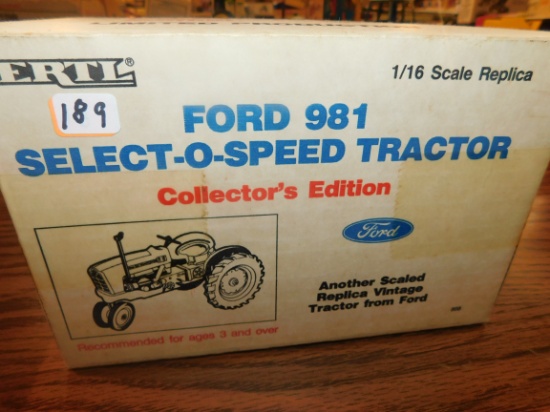 ERTL®
1/16 Scale Replica
189
FORD 981
SELECT-O-SPEED TRACTOR
Collector's Edition
Ford
Another Scaled
Replica Vintage
Tractor from Ford
Recommended for ages 3 and over